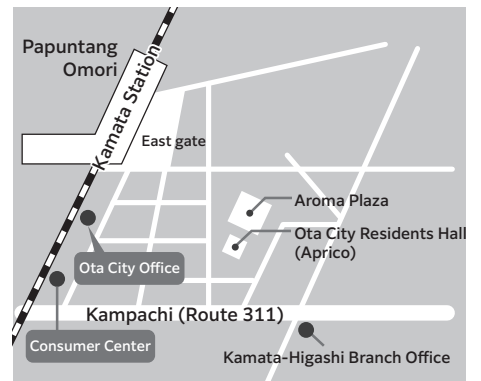 Papuntang
Omori
Kamata Station
East gate
Aroma Plaza
Ota City Residents Hall
(Aprico)
Ota City Office
Kampachi (Route 311)
Consumer Center
Kamata-Higashi Branch Office